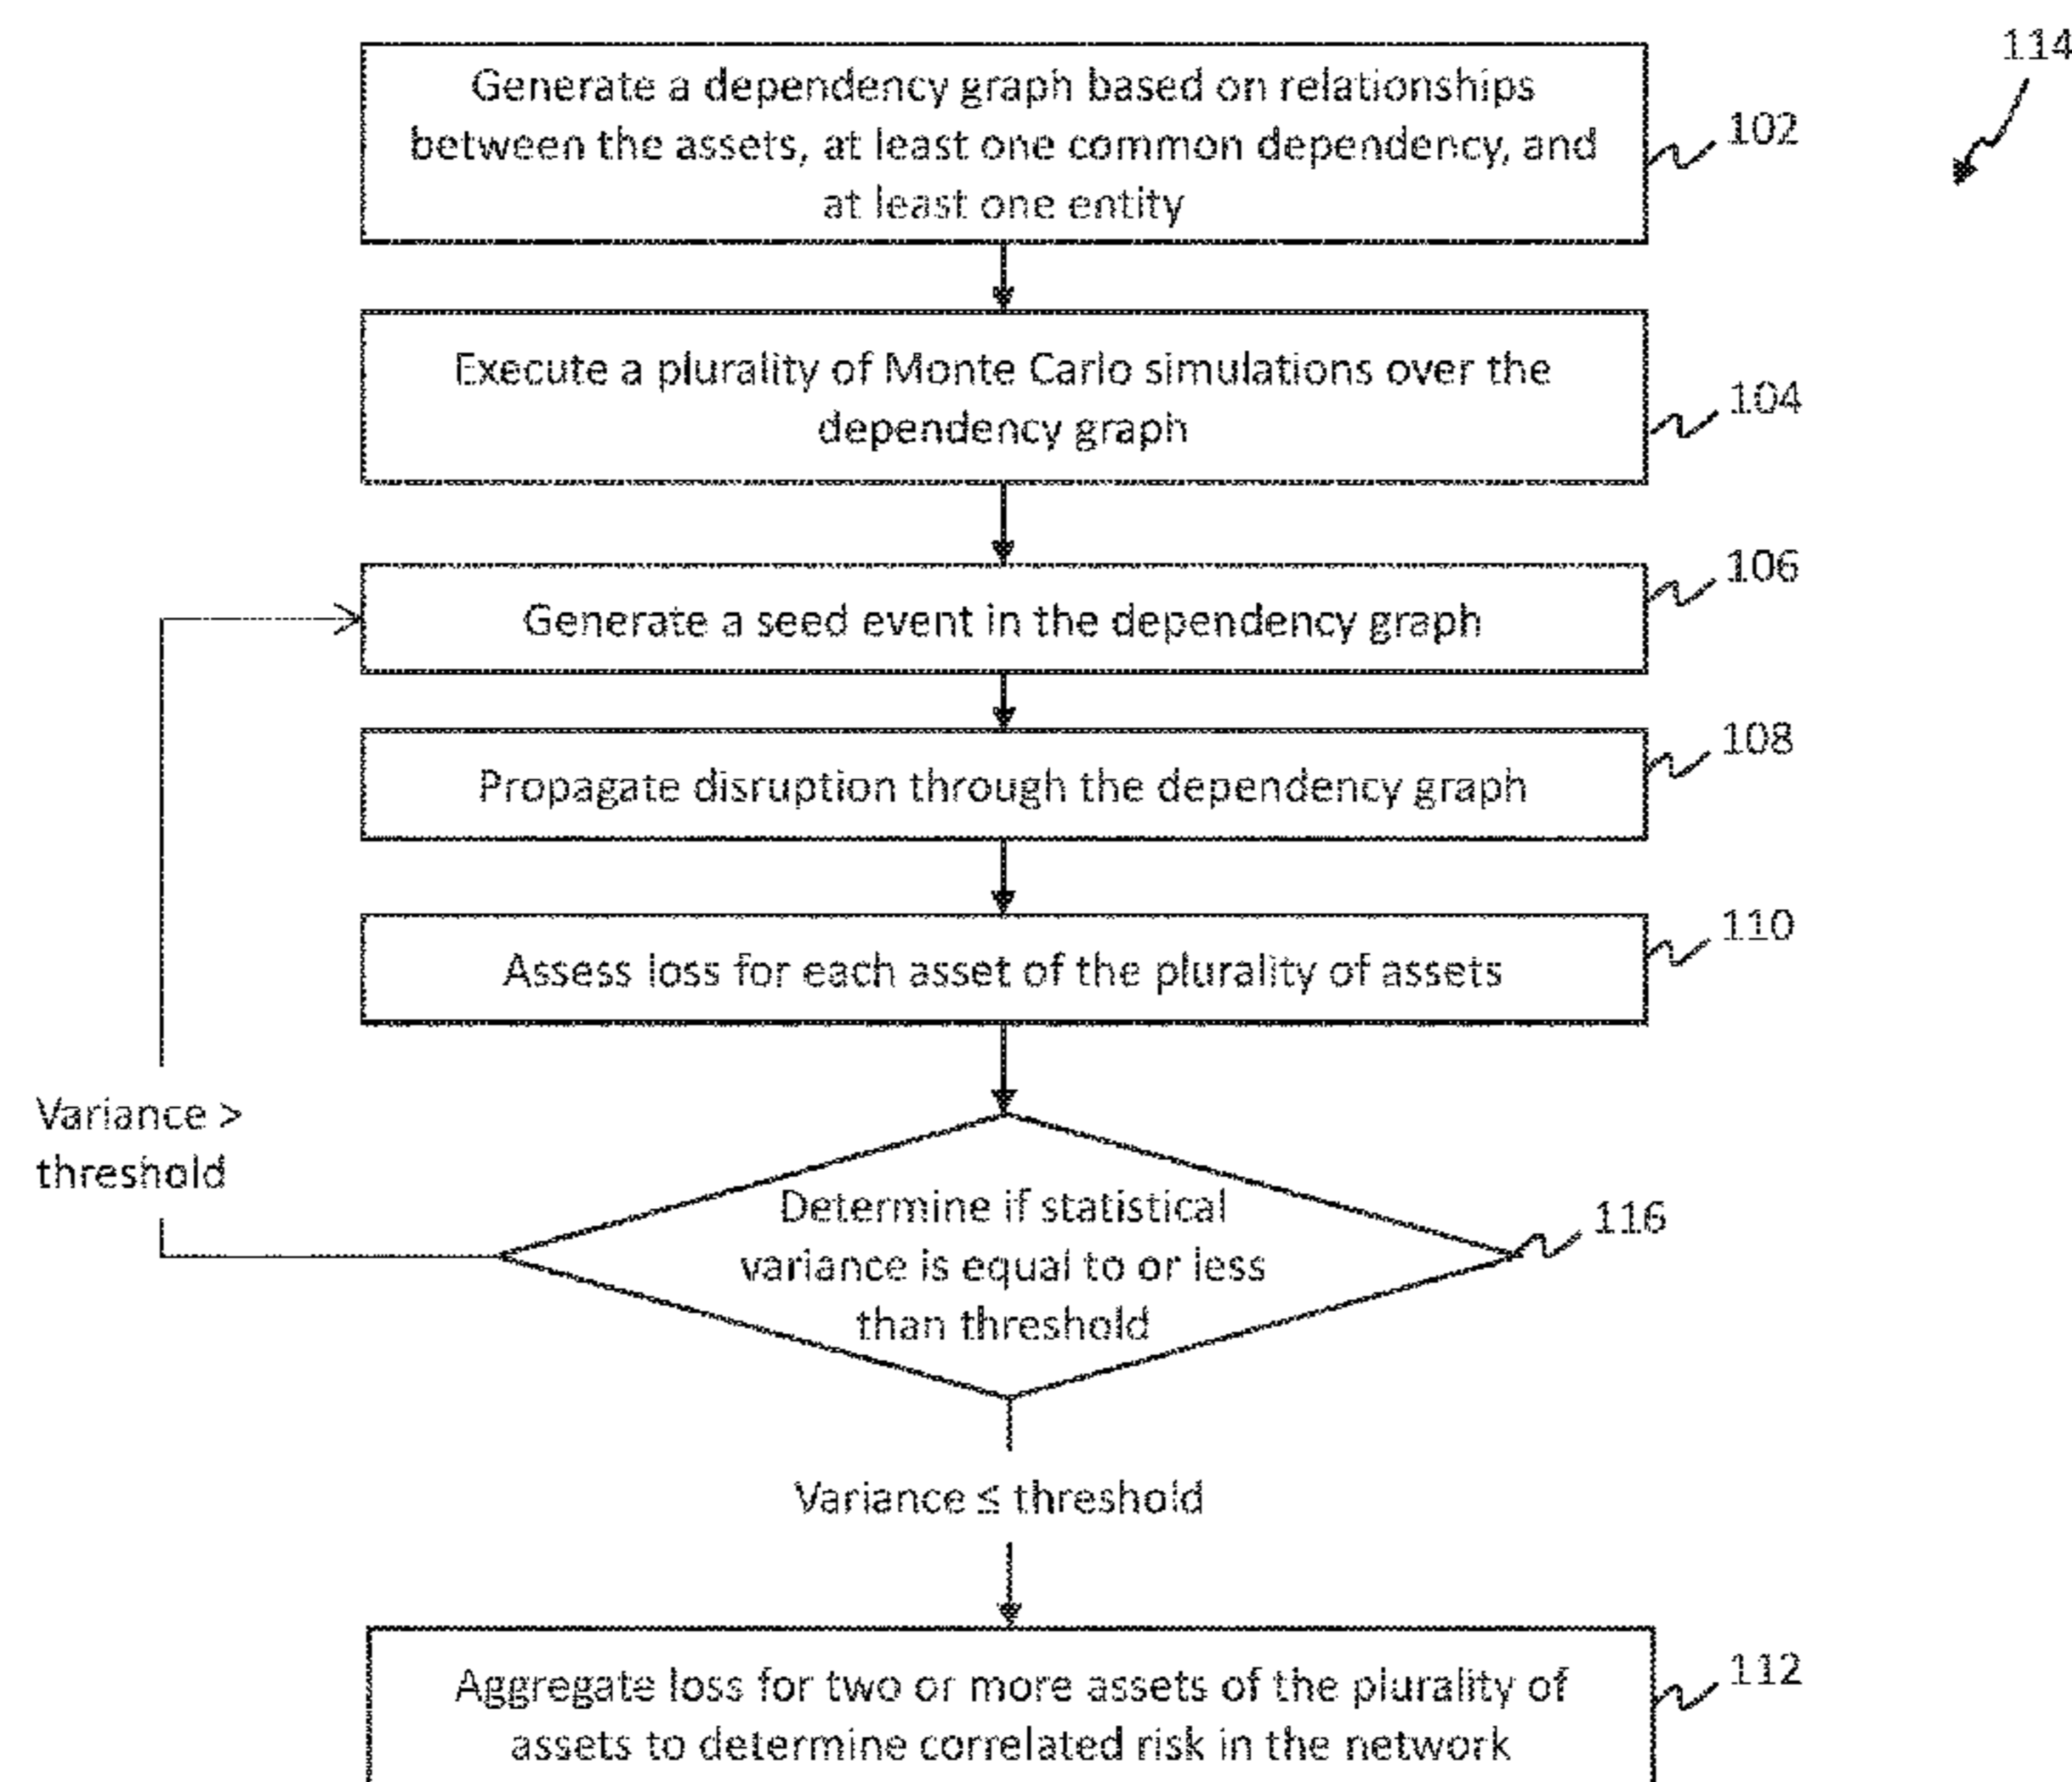 114
Generate a dependency graph based on relationships
between the assets, at least one common dependency, and
at least one entity
102
Execute a plurality of Monte Carlo simulations over the
dependency graph
104
Generate a seed event in the dependency graph
106
Propagate disruption through the dependency graph
108
Assess loss for each asset of the plurality of assets
110
Variance >
threshold
Determine if statistical
variance is equal to or less
than threshold
116
Variance ≤ threshold
Aggregate loss for two or more assets of the plurality of
assets to determine correlated risk in the network
112